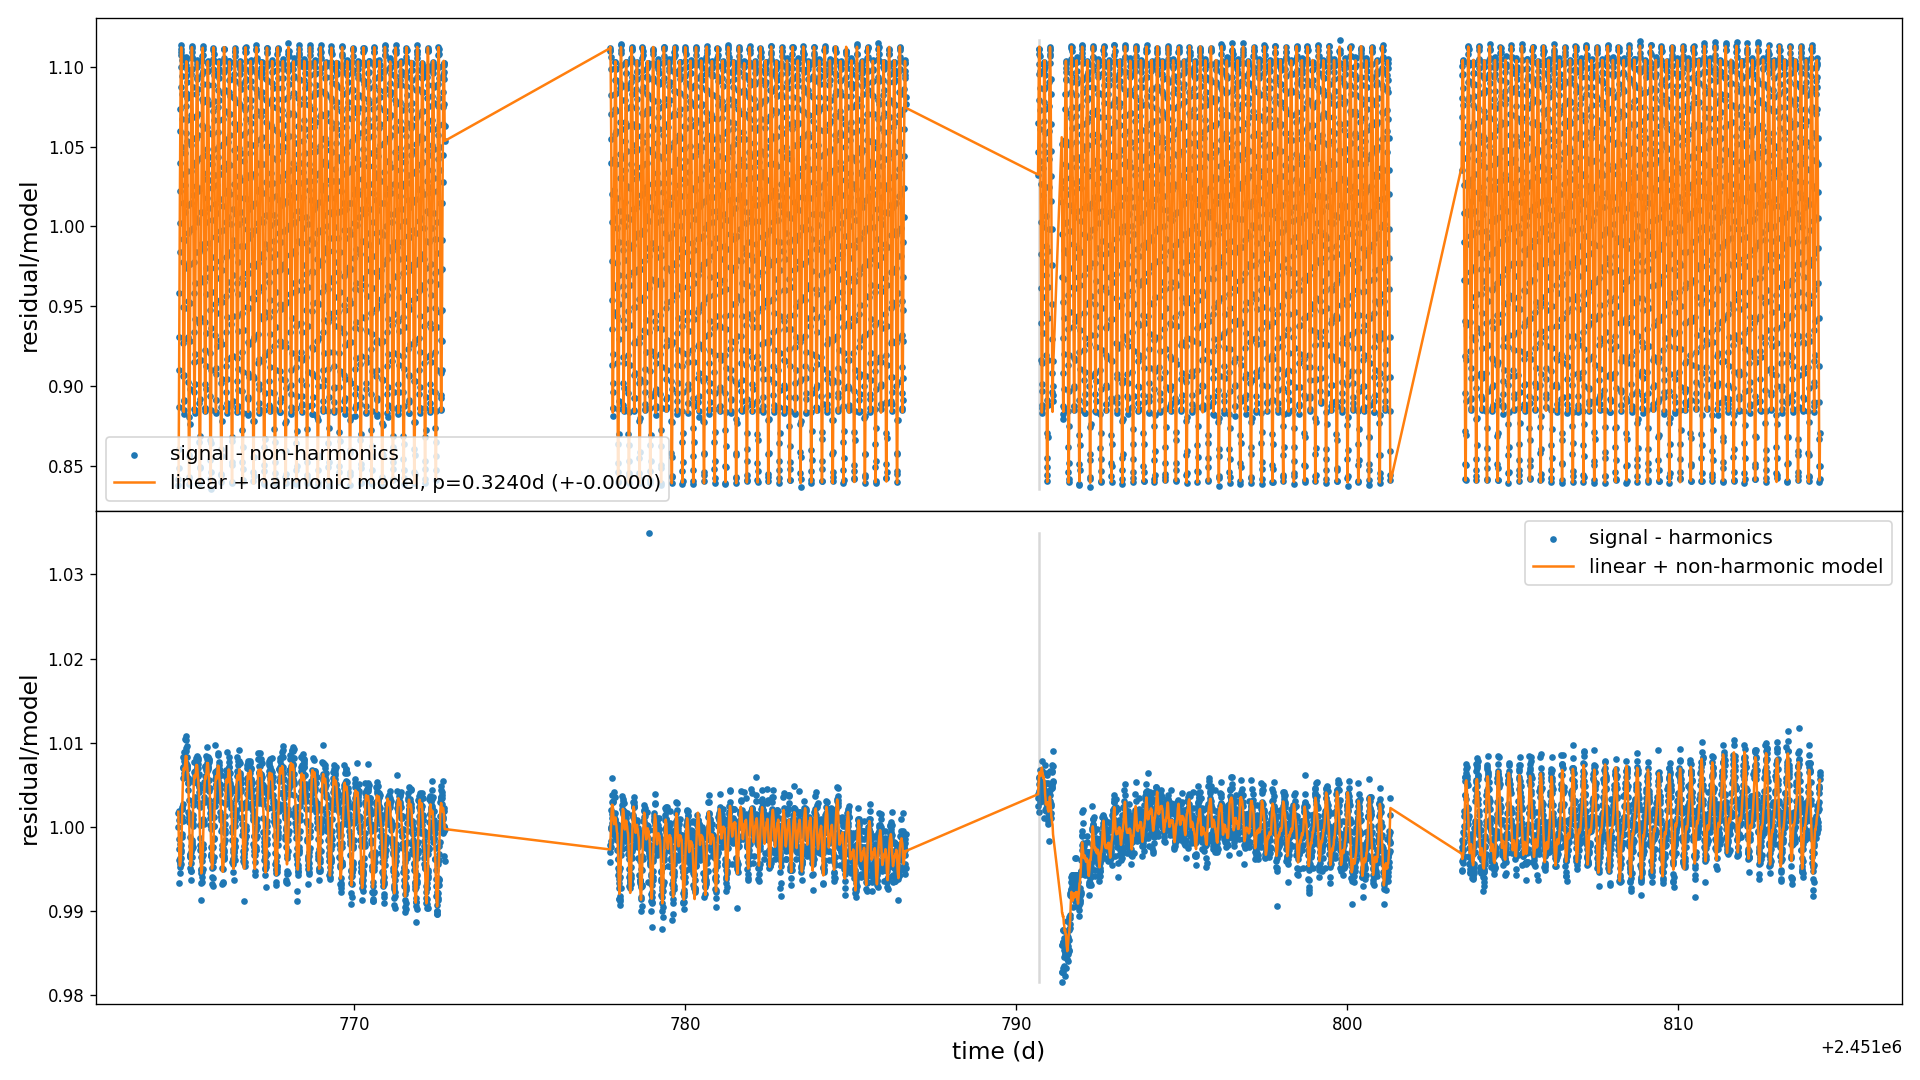 residual/model
1.10
1.05
1.00
0.95
0.90
0.85
signal - non-harmonics
linear + harmonic model, p=0.3240d (+-0.0000)
residual/model
1.03
1.02
1.01
1.00
0.99
0.98
signal - harmonics
linear + non-harmonic model
770 780 790 800 810
time (d)
+2.451e6